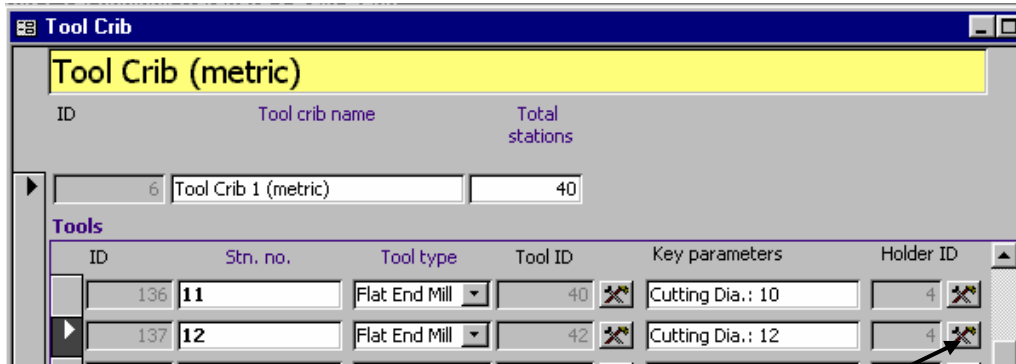 Tool Crib
Tool Crib (metric)
ID Tool crib name Total stations
6 Tool Crib 1 (metric) 40
Tools
ID Stn. no. Tool type Tool ID Key parameters Holder ID
136 11 Flat End Mill 40 Cutting Dia.: 10 4
137 12 Flat End Mill 42 Cutting Dia.: 12 4